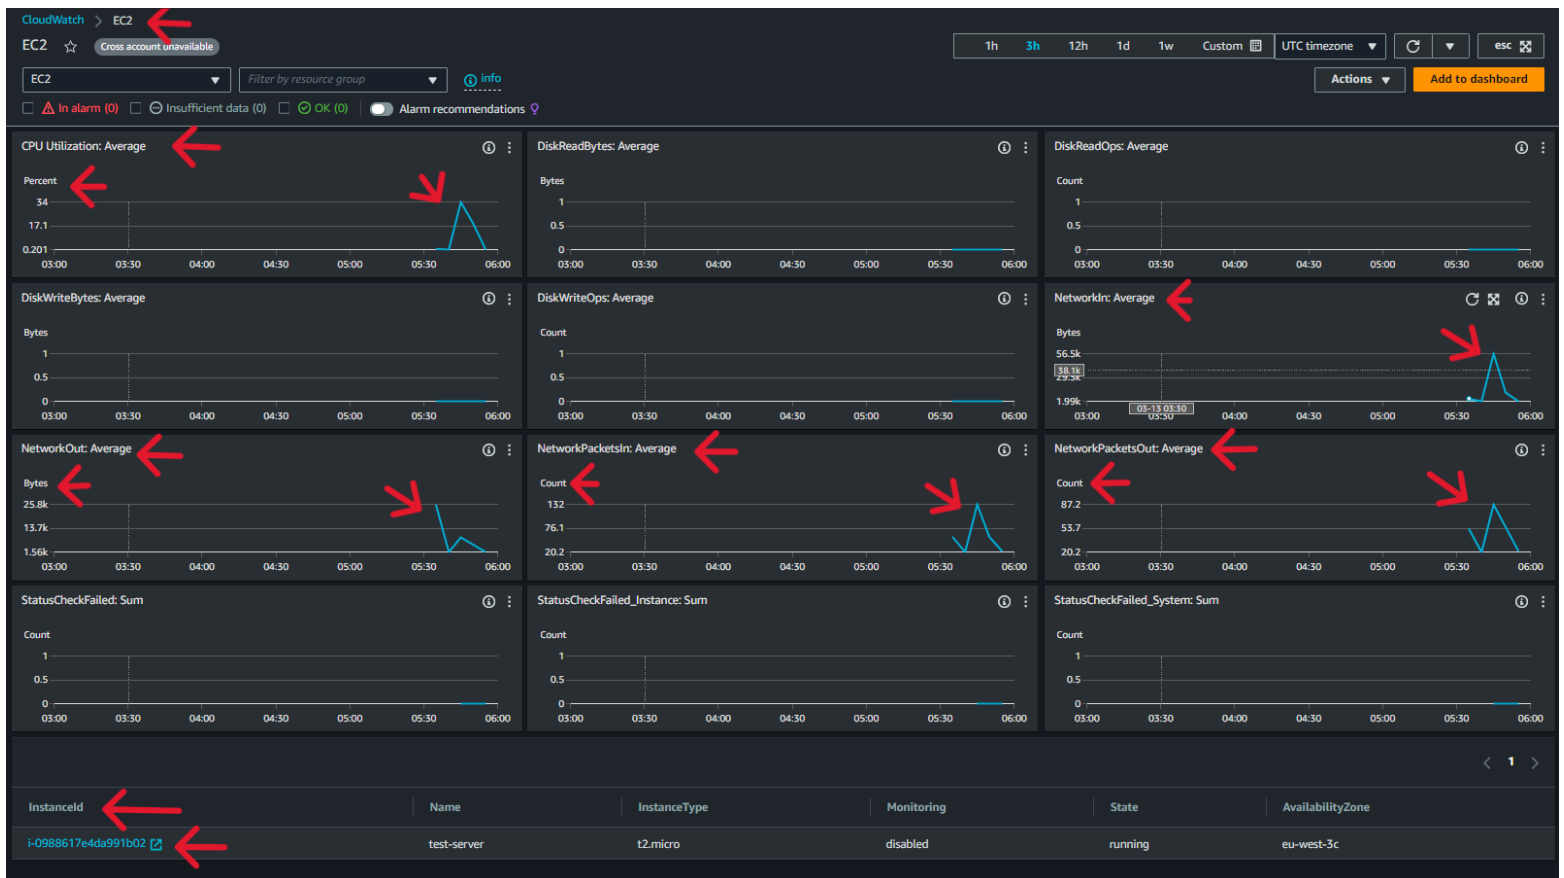 CloudWatch > EC2
EC2 Cross account unavailable
1h 3h 12h 1d 1w Custom UTC timezone esc
EC2 Filter by resource group info
Actions Add to dashboard
In alarm (0) Insufficient data (0) OK (0) Alarm recommendations
CPU Utilization: Average
Percent
34
17.1
0.201
03:00 03:30 04:00 04:30 05:00 05:30 06:00
DiskReadBytes: Average
Bytes
1
0.5
0
03:00 03:30 04:00 04:30 05:00 05:30 06:00
DiskReadOps: Average
Count
1
0.5
0
03:00 03:30 04:00 04:30 05:00 05:30 06:00
DiskWriteBytes: Average
Bytes
1
0.5
0
03:00 03:30 04:00 04:30 05:00 05:30 06:00
DiskWriteOps: Average
Count
1
0.5
0
03:00 03:30 04:00 04:30 05:00 05:30 06:00
NetworkIn: Average
Bytes
56.5k
38.1k
29.3k
1.99k
03-13 03:30
03:00 03:30 04:00 04:30 05:00 05:30 06:00
NetworkOut: Average
Bytes
25.8k
13.7k
1.56k
03:00 03:30 04:00 04:30 05:00 05:30 06:00
NetworkPacketsIn: Average
Count
132
76.1
20.2
03:00 03:30 04:00 04:30 05:00 05:30 06:00
NetworkPacketsOut: Average
Count
87.2
53.7
20.2
03:00 03:30 04:00 04:30 05:00 05:30 06:00
StatusCheckFailed: Sum
Count
1
0.5
0
03:00 03:30 04:00 04:30 05:00 05:30 06:00
StatusCheckFailed_Instance: Sum
Count
1
0.5
0
03:00 03:30 04:00 04:30 05:00 05:30 06:00
StatusCheckFailed_System: Sum
Count
1
0.5
0
03:00 03:30 04:00 04:30 05:00 05:30 06:00
< 1 >
InstanceId Name InstanceType Monitoring State AvailabilityZone
i-0988617e4da991b02 test-server t2.micro disabled running eu-west-3c